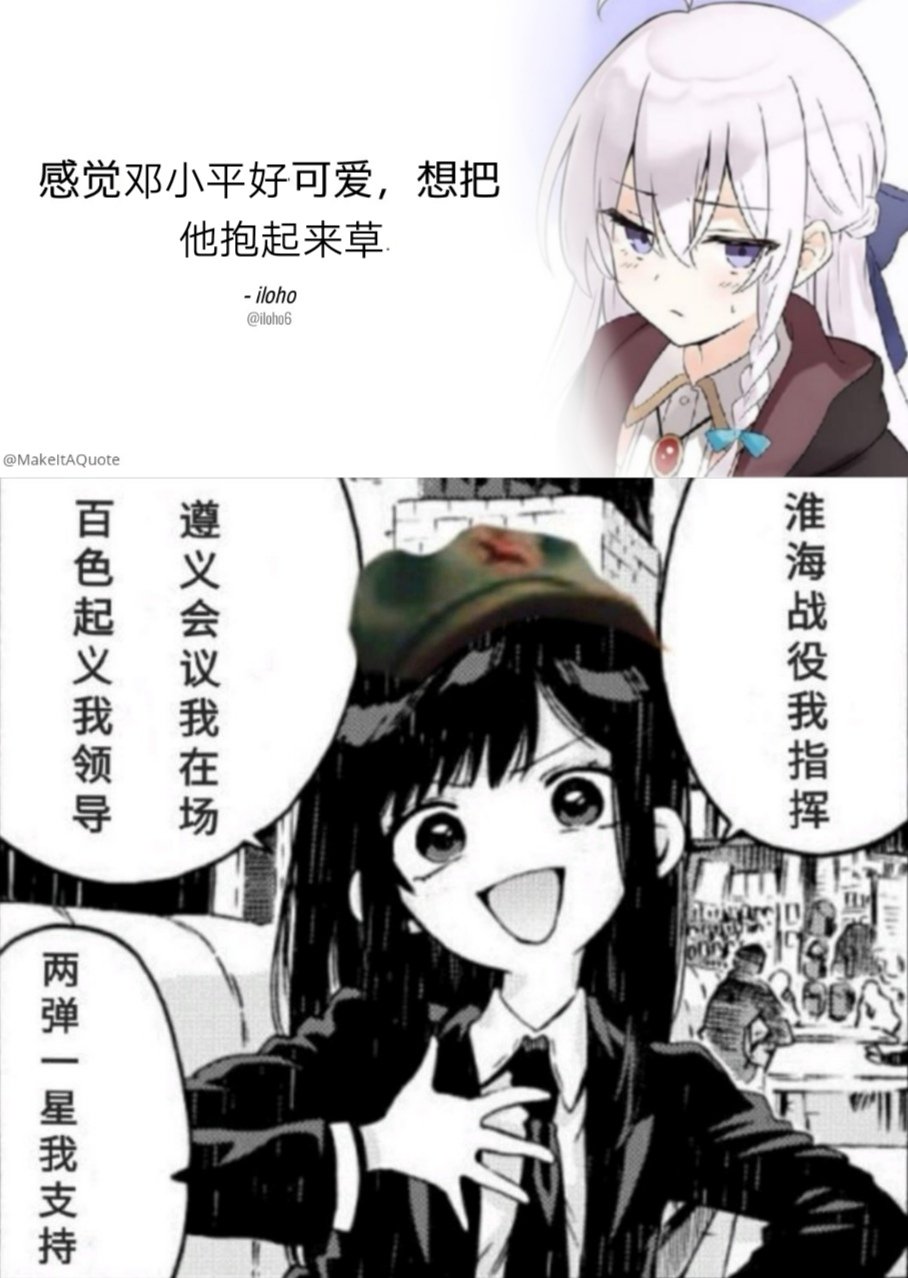 感觉邓小平好可爱，想把
他抱起来草.
- iloho
@iloho6
@MakeItAQuote
淮海战役我指挥
遵义会议我在场
百色起义我领导
两弹一星我支持